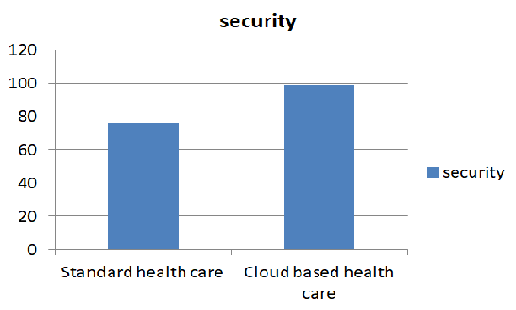 security
120
100
80
60
40
20
0
security
Standard health care
Cloud based health
care